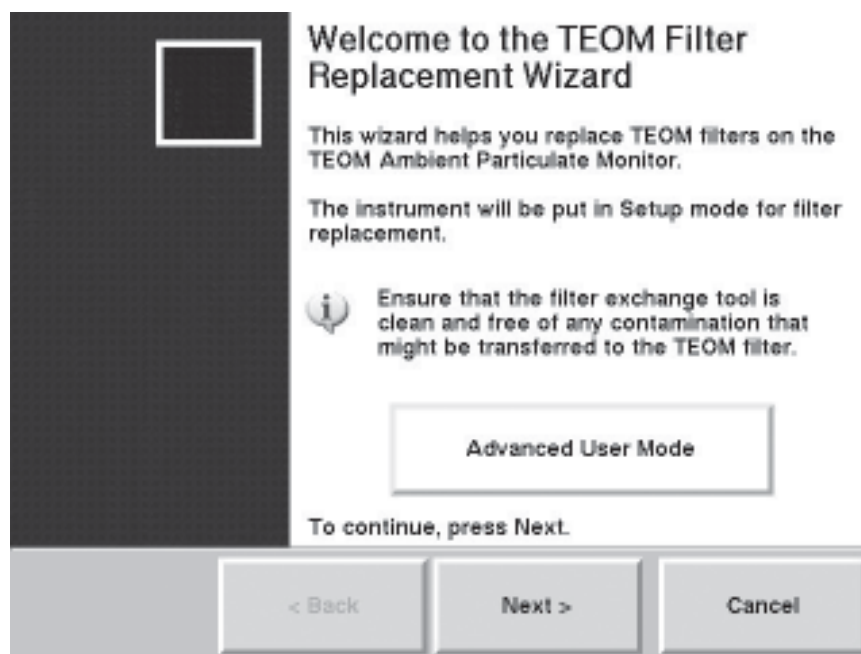 Welcome to the TEOM Filter
Replacement Wizard
This wizard helps you replace TEOM filters on the
TEOM Ambient Particulate Monitor.
The instrument will be put in Setup mode for filter
replacement.
Ensure that the filter exchange tool is
clean and free of any contamination that
might be transferred to the TEOM filter.
Advanced User Mode
To continue, press Next.
< Back
Next >
Cancel